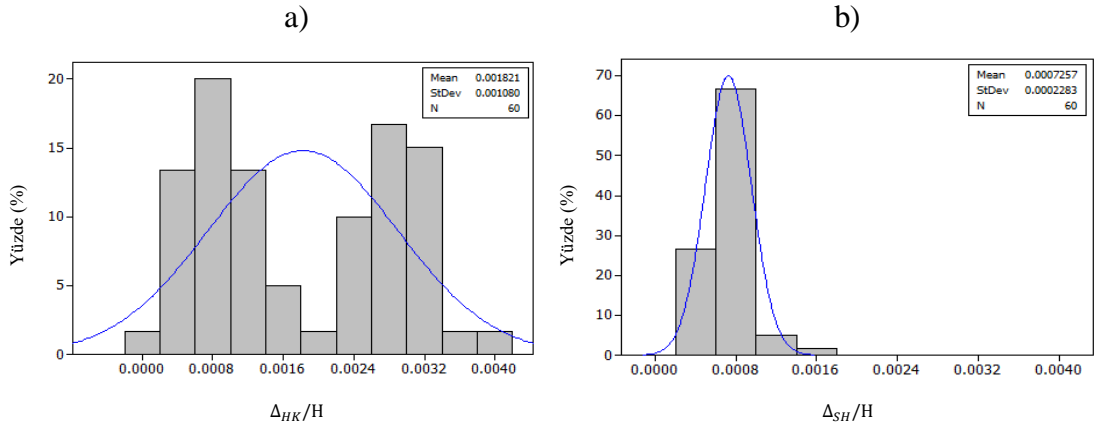 a)
Mean 0.001821
StDev 0.001080
N 60
20
15
10
5
0
Yüzde (%)
0.0000 0.0008 0.0016 0.0024 0.0032 0.0040
Δ_HK/H
b)
Mean 0.0007257
StDev 0.0002283
N 60
70
60
50
40
30
20
10
0
Yüzde (%)
0.0000 0.0008 0.0016 0.0024 0.0032 0.0040
Δ_SH/H